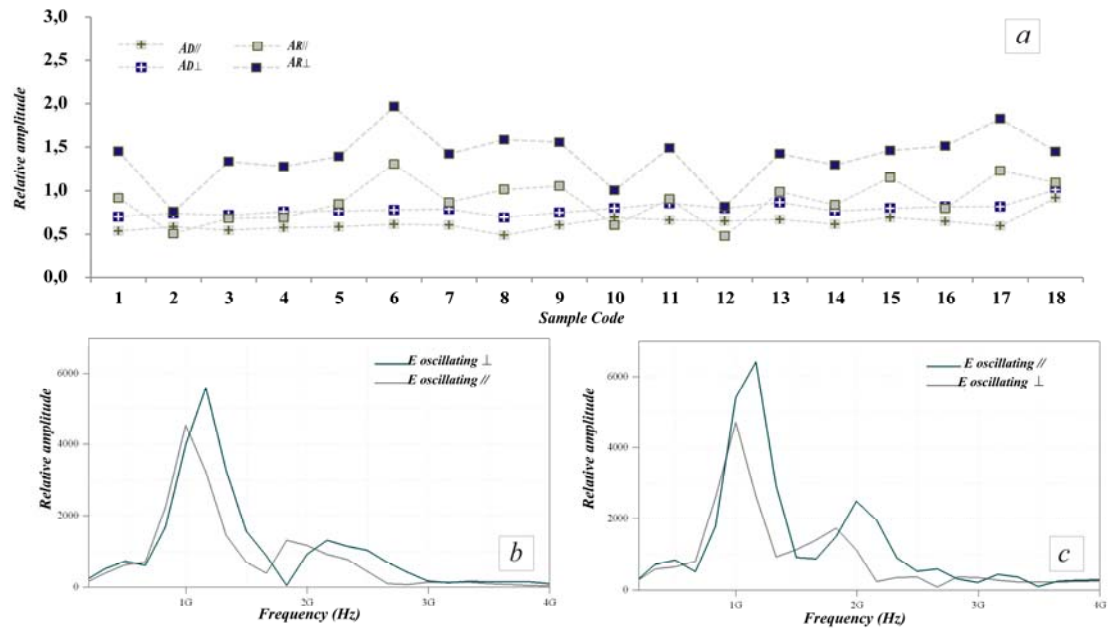 3,0
2,5
2,0
1,5
1,0
0,5
0,0
Relative amplitude
AD// AR//
AD⊥ AR⊥
a
1 2 3 4 5 6 7 8 9 10 11 12 13 14 15 16 17 18
Sample Code
E oscillating ⊥
E oscillating //
6000
4000
2000
0
Relative amplitude
b
1G 2G 3G 4G
Frequency (Hz)
E oscillating //
E oscillating ⊥
6000
4000
2000
0
Relative amplitude
c
1G 2G 3G 4G
Frequency (Hz)